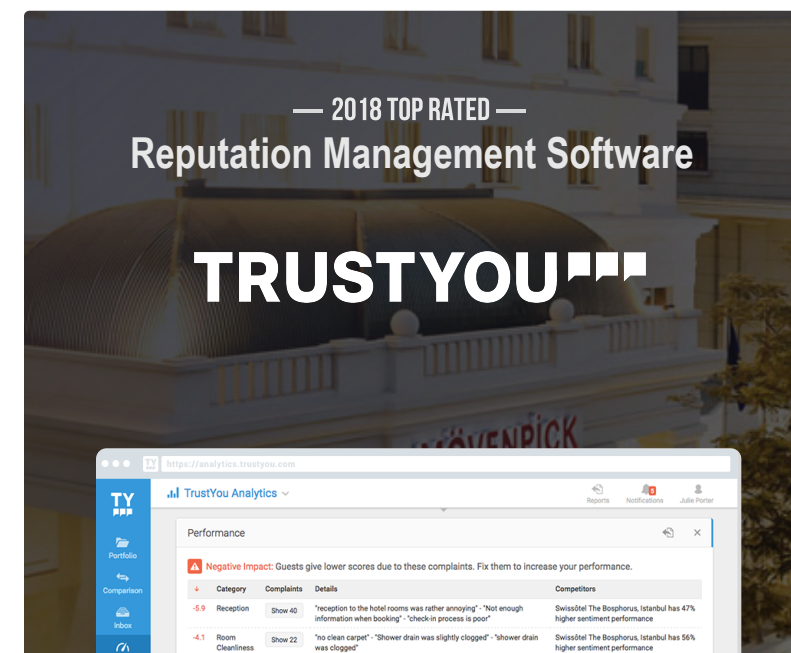 2018 TOP RATED
Reputation Management Software
TRUSTYOU
MÖVENPICK
TY
https://analytics.trustyou.com
TY
TrustYou Analytics
Reports
Notifications
Julie Porter
Performance
Portfolio
Negative Impact: Guests give lower scores due to these complaints. Fix them to increase your performance.
Comparison
Category Complaints Details Competitors
-5.9 Reception Show 40 "reception to the hotel rooms was rather annoying" - "Not enough Swissôtel The Bosphorus, Istanbul has 47%
information when booking" - "check-in process is poor" higher sentiment performance
Inbox
-4.1 Room Show 22 "no clean carpet" - "Shower drain was slightly clogged" - "shower drain Swissôtel The Bosphorus, Istanbul has 56%
Cleanliness was clogged" higher sentiment performance